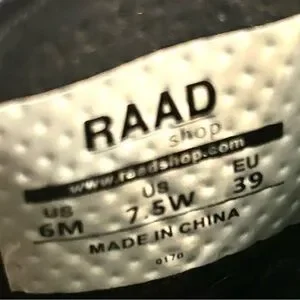 RAAD
shop
www.raadshop.com
US US EU
6M 7.5W 39
MADE IN CHINA
0170